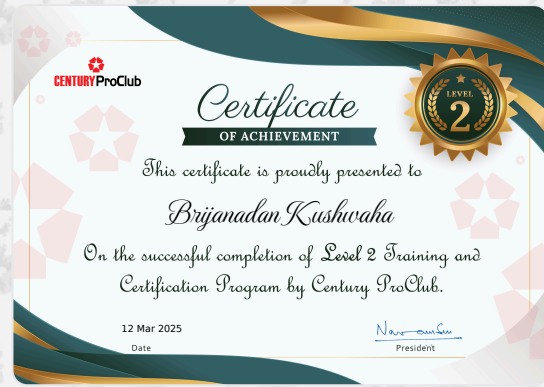 CENTURY ProClub
LEVEL
2
Certificate
OF ACHIEVEMENT
This certificate is proudly presented to
Brijanadan Kushwaha
On the successful completion of Level 2 Training and
Certification Program by Century ProClub.
12 Mar 2025
Date
President